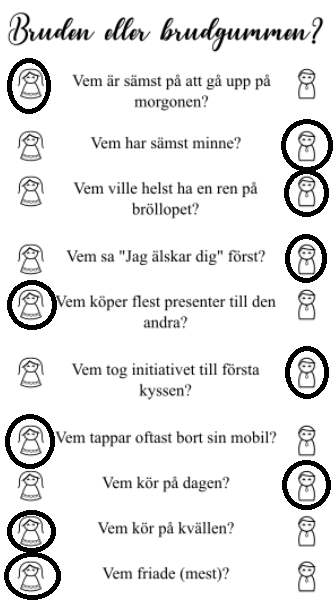 Bruden eller brudgummen?
Vem är sämst på att gå upp på
morgonen?
Vem har sämst minne?
Vem ville helst ha en ren på
bröllopet?
Vem sa "Jag älskar dig" först?
Vem köper flest presenter till den
andra?
Vem tog initiativet till första
kyssen?
Vem tappar oftast bort sin mobil?
Vem kör på dagen?
Vem kör på kvällen?
Vem friade (mest)?